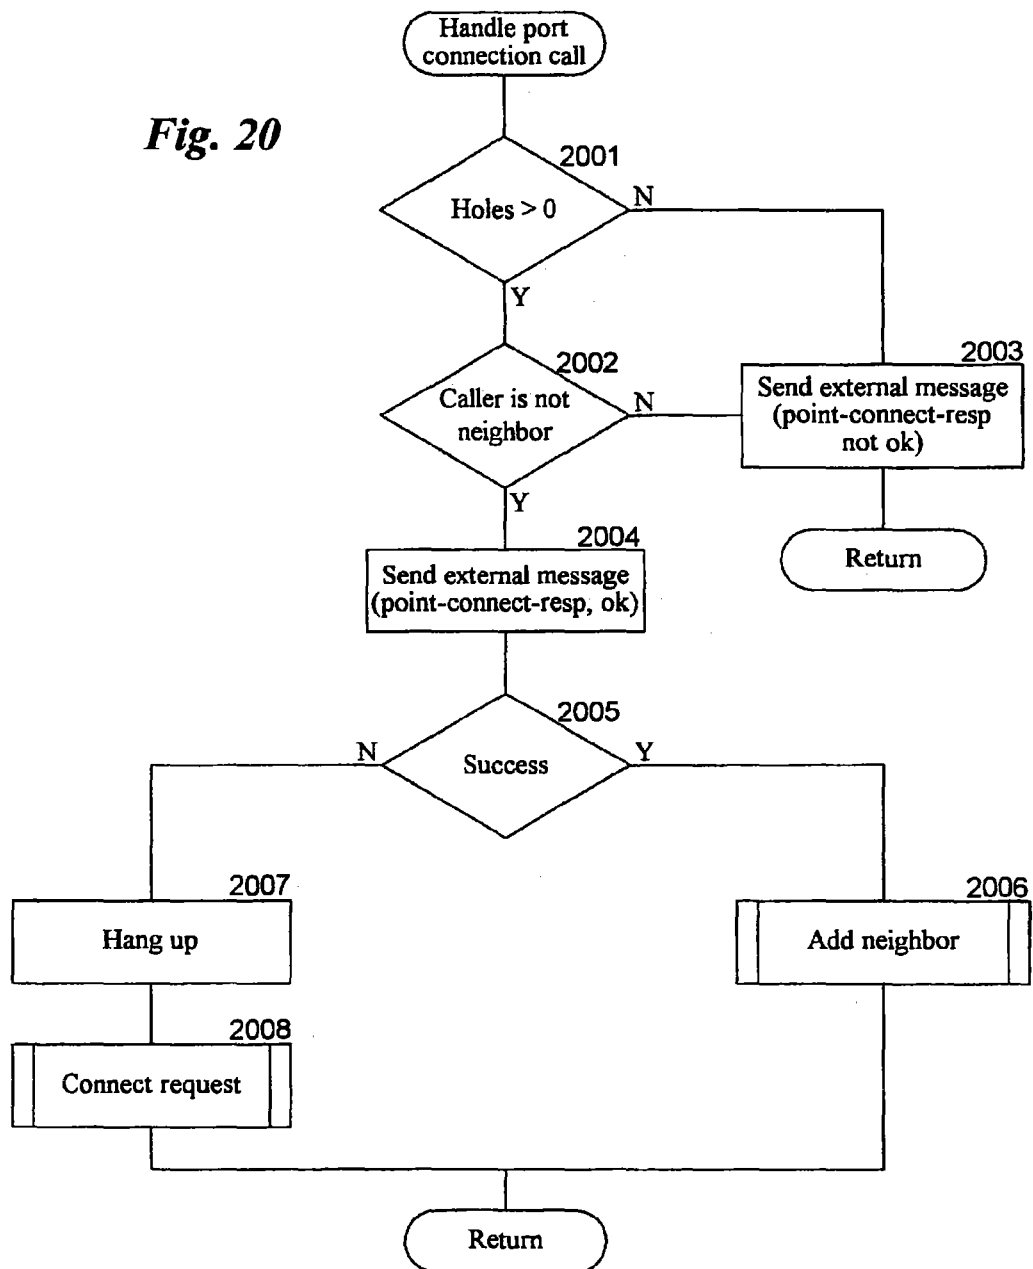 Handle port
connection call
Fig. 20
2001
Holes > 0
N
Y
2002
Caller is not
neighbor
N
Y
2003
Send external message
(point-connect-resp
not ok)
Return
2004
Send external message
(point-connect-resp, ok)
2005
Success
N
Y
2007
Hang up
2006
Add neighbor
2008
Connect request
Return